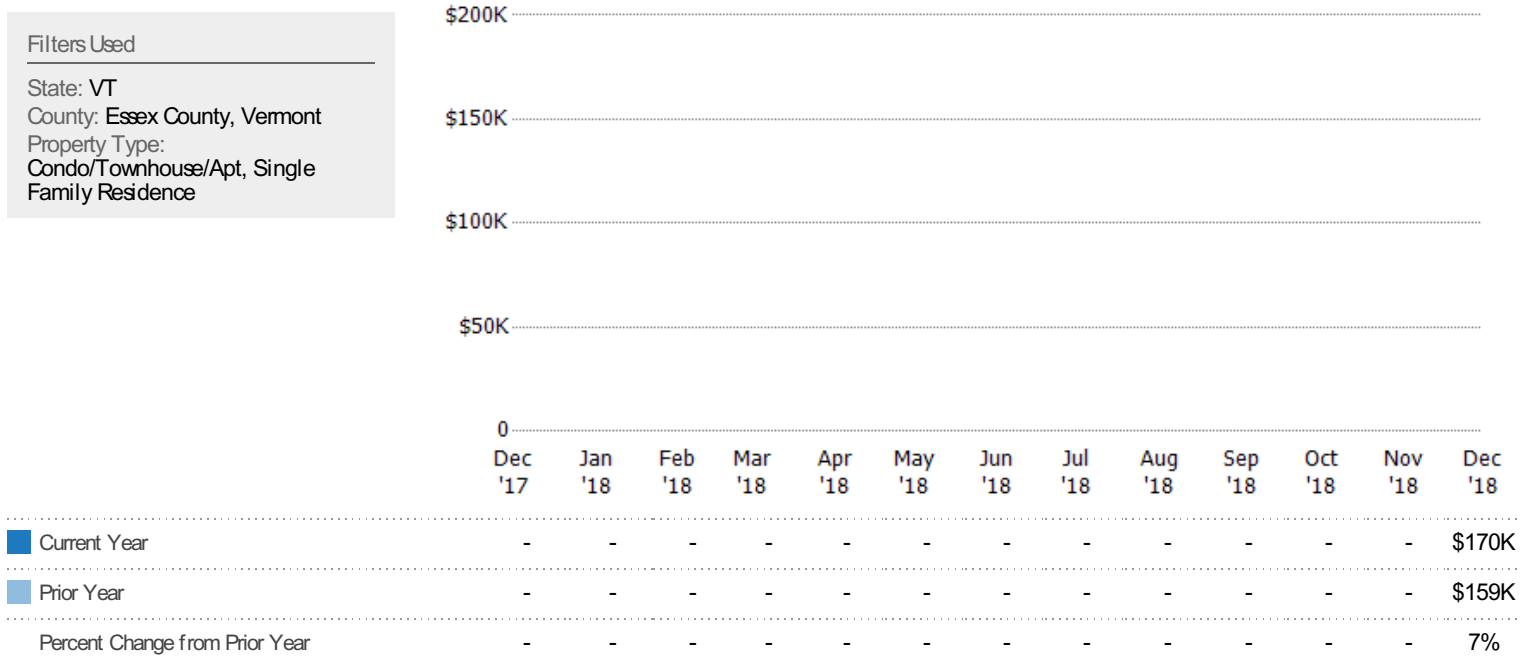 Filters Used
State: VT
County: Essex County, Vermont
Property Type:
Condo/Townhouse/Apt, Single
Family Residence
$200K
$150K
$100K
$50K
0
Dec Jan Feb Mar Apr May Jun Jul Aug Sep Oct Nov Dec
'17 '18 '18 '18 '18 '18 '18 '18 '18 '18 '18 '18 '18
Current Year - - - - - - - - - - - - $170K
Prior Year - - - - - - - - - - - - $159K
Percent Change from Prior Year - - - - - - - - - - - - 7%